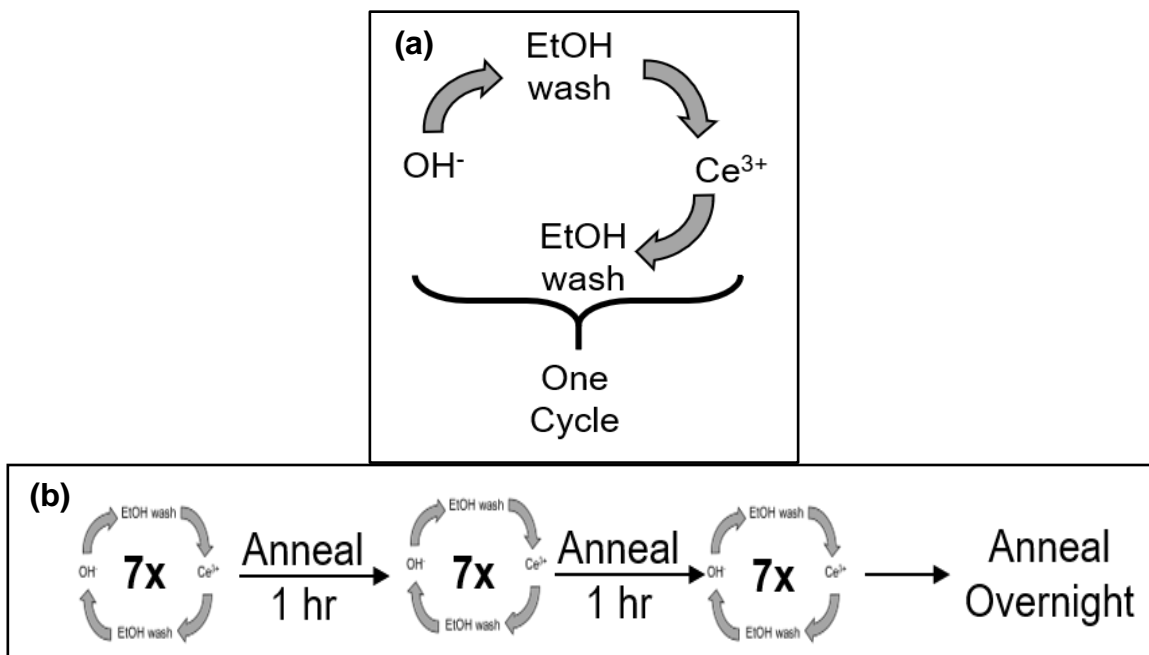 (a)
EtOH
wash
OH⁻
Ce³⁺
EtOH
wash
One
Cycle
(b)
EtOH wash
OH⁻
7x
Ce³⁺
EtOH wash
Anneal
1 hr
EtOH wash
OH⁻
7x
Ce³⁺
EtOH wash
Anneal
1 hr
EtOH wash
OH⁻
7x
Ce³⁺
EtOH wash
Anneal
Overnight